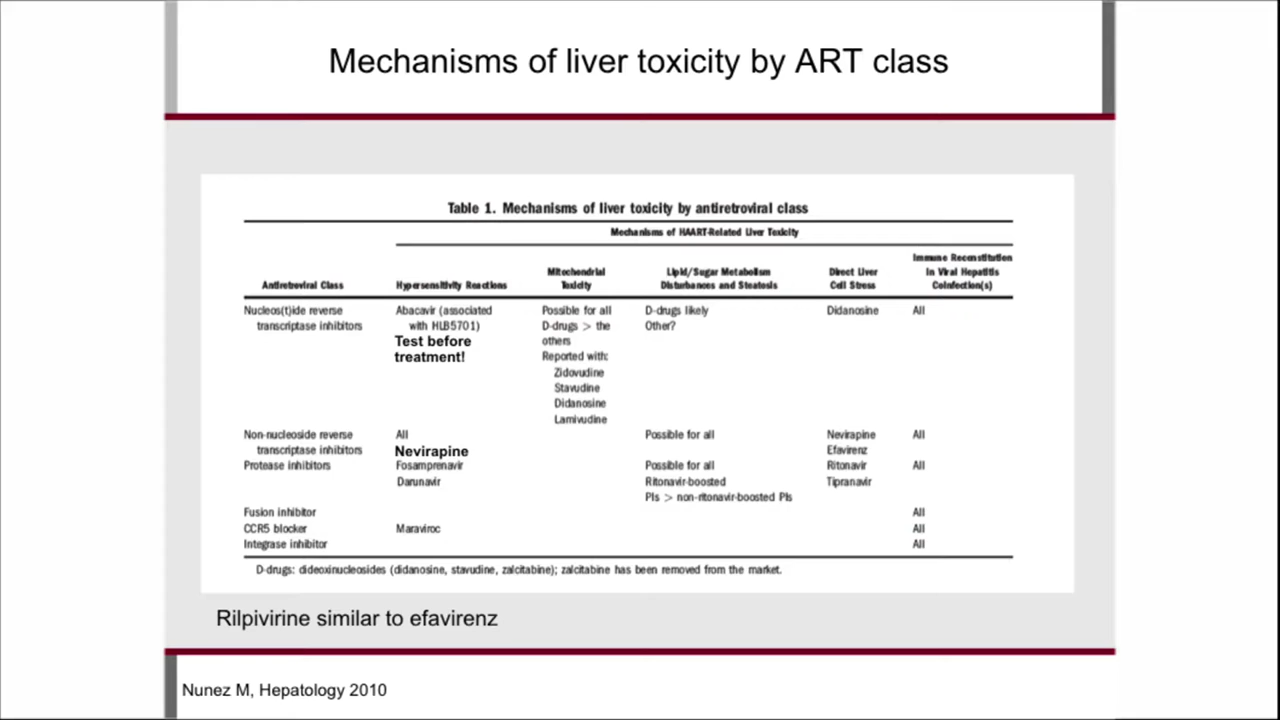 Mechanisms of liver toxicity by ART class
Table 1. Mechanisms of liver toxicity by antiretroviral class
Mechanisms of HAART-Related Liver Toxicity
Antiretroviral Class Hypersensitivity Reactions Mitochondrial Toxicity Lipid/Sugar Metabolism Disturbances and Steatosis Direct Liver Cell Stress Immune Reconstitution in Viral Hepatitis Coinfection(s)
Nucleos(t)ide reverse Abacavir (associated Possible for all D-drugs likely Didanosine All
transcriptase inhibitors with HLB5701) D-drugs > the Other?
Test before others
treatment! Reported with:
Zidovudine
Stavudine
Didanosine
Lamivudine
Non-nucleoside reverse All Possible for all Nevirapine All
transcriptase inhibitors Nevirapine Efavirenz
Protease inhibitors Fosamprenavir Possible for all Ritonavir All
Darunavir Ritonavir-boosted Tipranavir
PIs > non-ritonavir-boosted PIs
Fusion inhibitor All
CCR5 blocker Maraviroc All
Integrase inhibitor All
D-drugs: dideoxinucleosides (didanosine, stavudine, zalcitabine); zalcitabine has been removed from the market.
Rilpivirine similar to efavirenz
Nunez M, Hepatology 2010